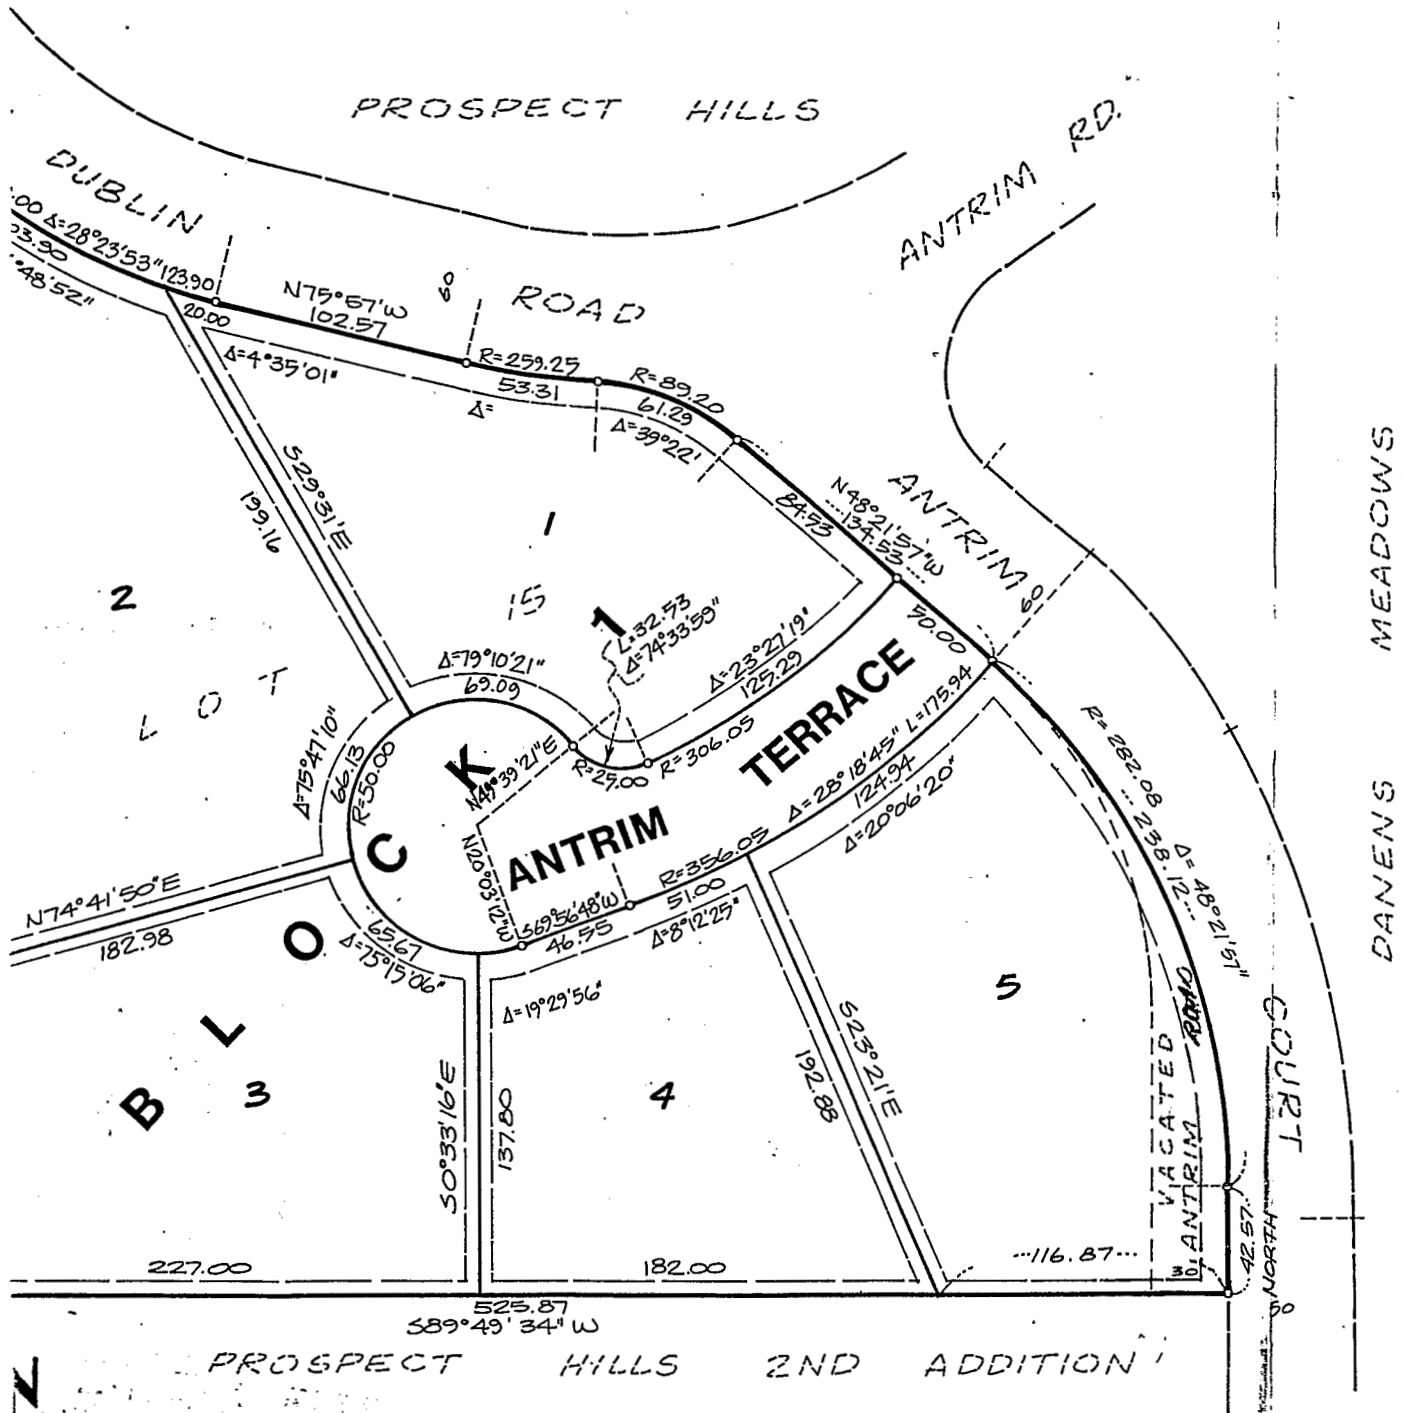 PROSPECT HILLS
ANTRIM RD.
DUBLIN
.00 Δ=28°23'53" 123.90
°48'52"
20.00
N75°57'W
102.57
60
ROAD
Δ=4°35'01"
R=259.25
53.31
Δ=
R=89.20
61.29
Δ=39°22'
S29°31'E
199.16
84.53
N48°21'57"W
134.53
ANTRIM
60
50.00
1
15
1
2
LOT
L=32.53
Δ=74°33'59"
Δ=23°27'19"
125.29
R=306.05
Δ=79°10'21"
69.09
Δ=75°47'10"
66.13
R=50.00
N49°39'21"E
R=25.00
N20°03'12"W
ANTRIM TERRACE
Δ=28°18'45" L=175.94
124.94
Δ=20°06'20"
R=356.05
51.00
Δ=8°12'25"
S69°56'48"W
46.55
R=282.08
238.12
Δ=48°21'57"
N74°41'50"E
182.98
65.67
Δ=75°15'06"
Δ=19°29'56"
BLOCK
3
4
5
S0°33'16"E
137.80
S23°21'E
192.88
VACATED
ANTRIM ROAD
COURT
NORTH
42.57
30
50
DANENS MEADOWS
227.00
182.00
116.87
525.87
S89°49'34"W
PROSPECT HILLS 2ND ADDITION